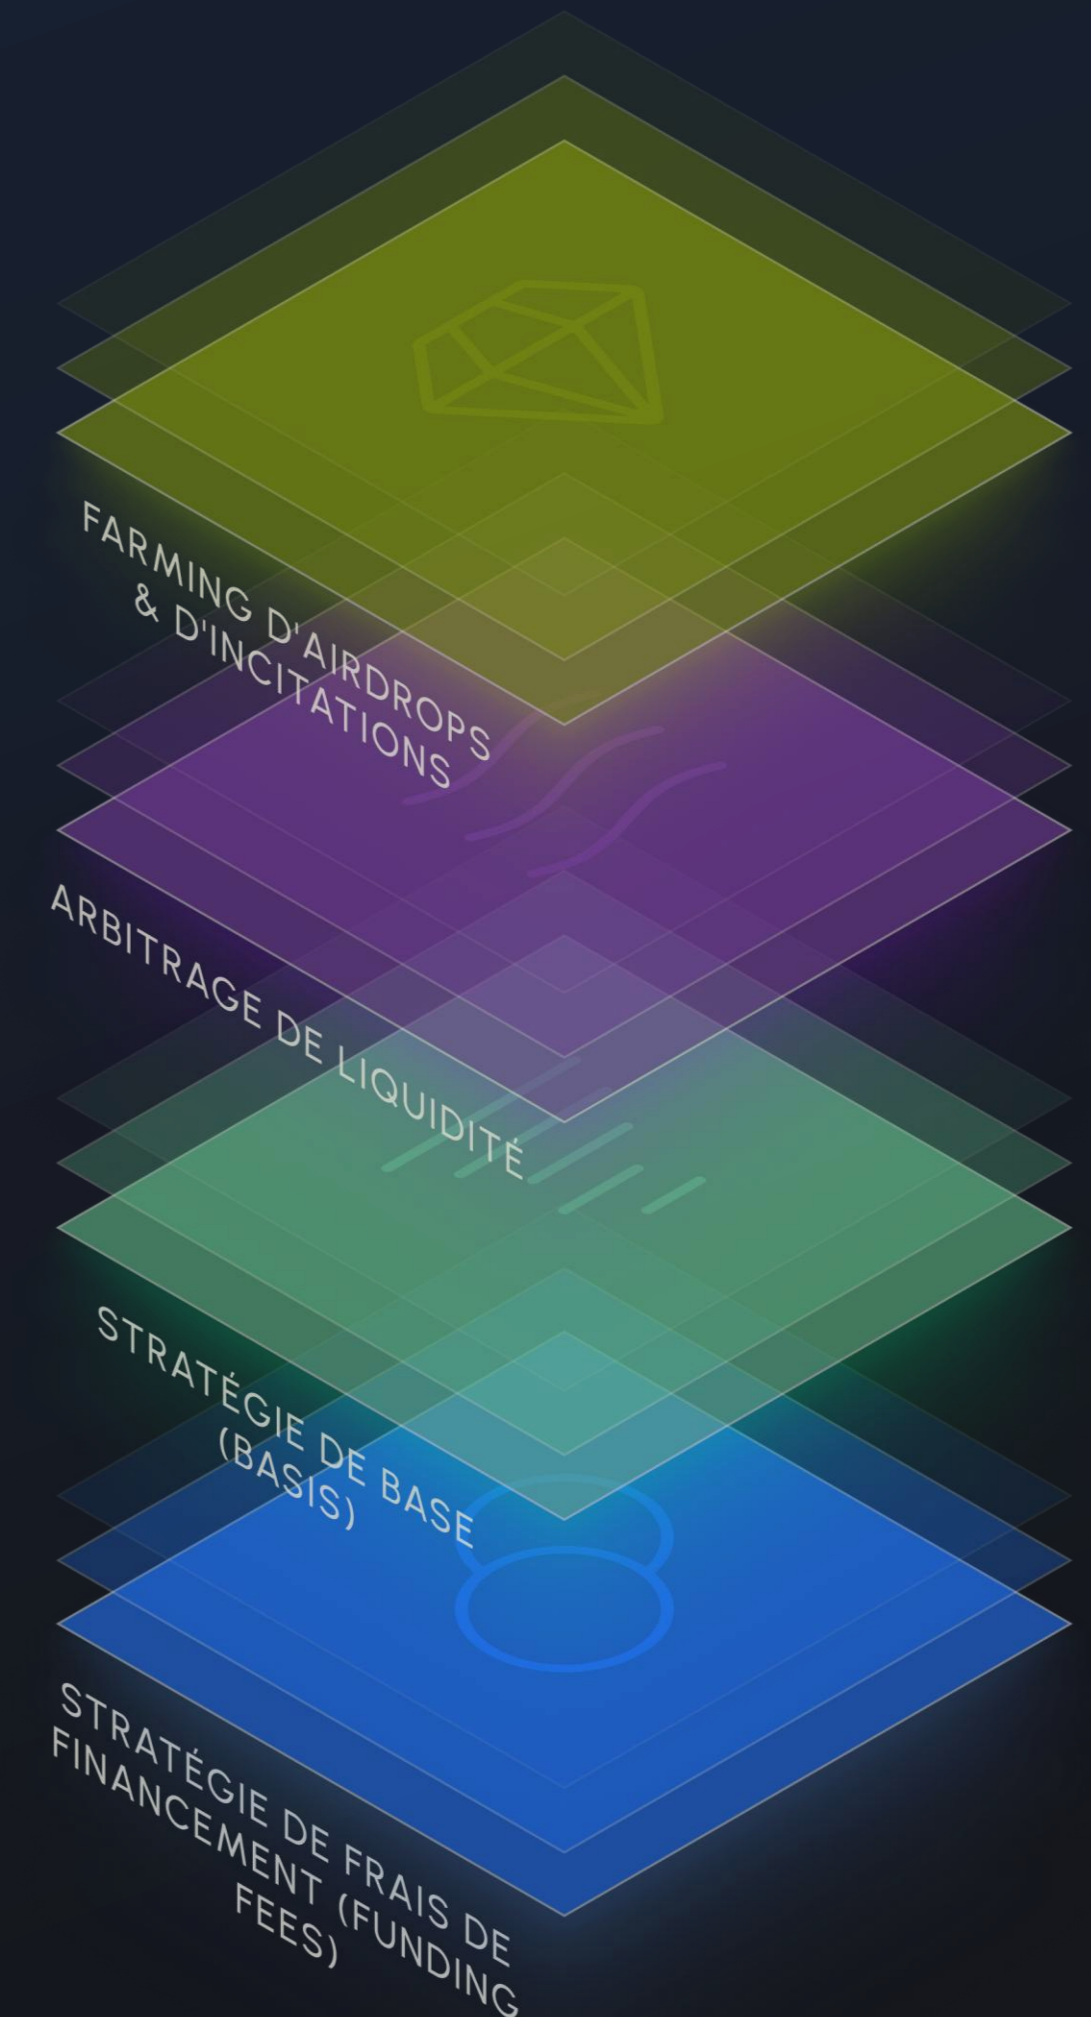 FARMING D'AIRDROPS
& D'INCITATIONS
ARBITRAGE DE LIQUIDITÉ
STRATÉGIE DE BASE
(BASIS)
STRATÉGIE DE FRAIS DE
FINANCEMENT (FUNDING
FEES)